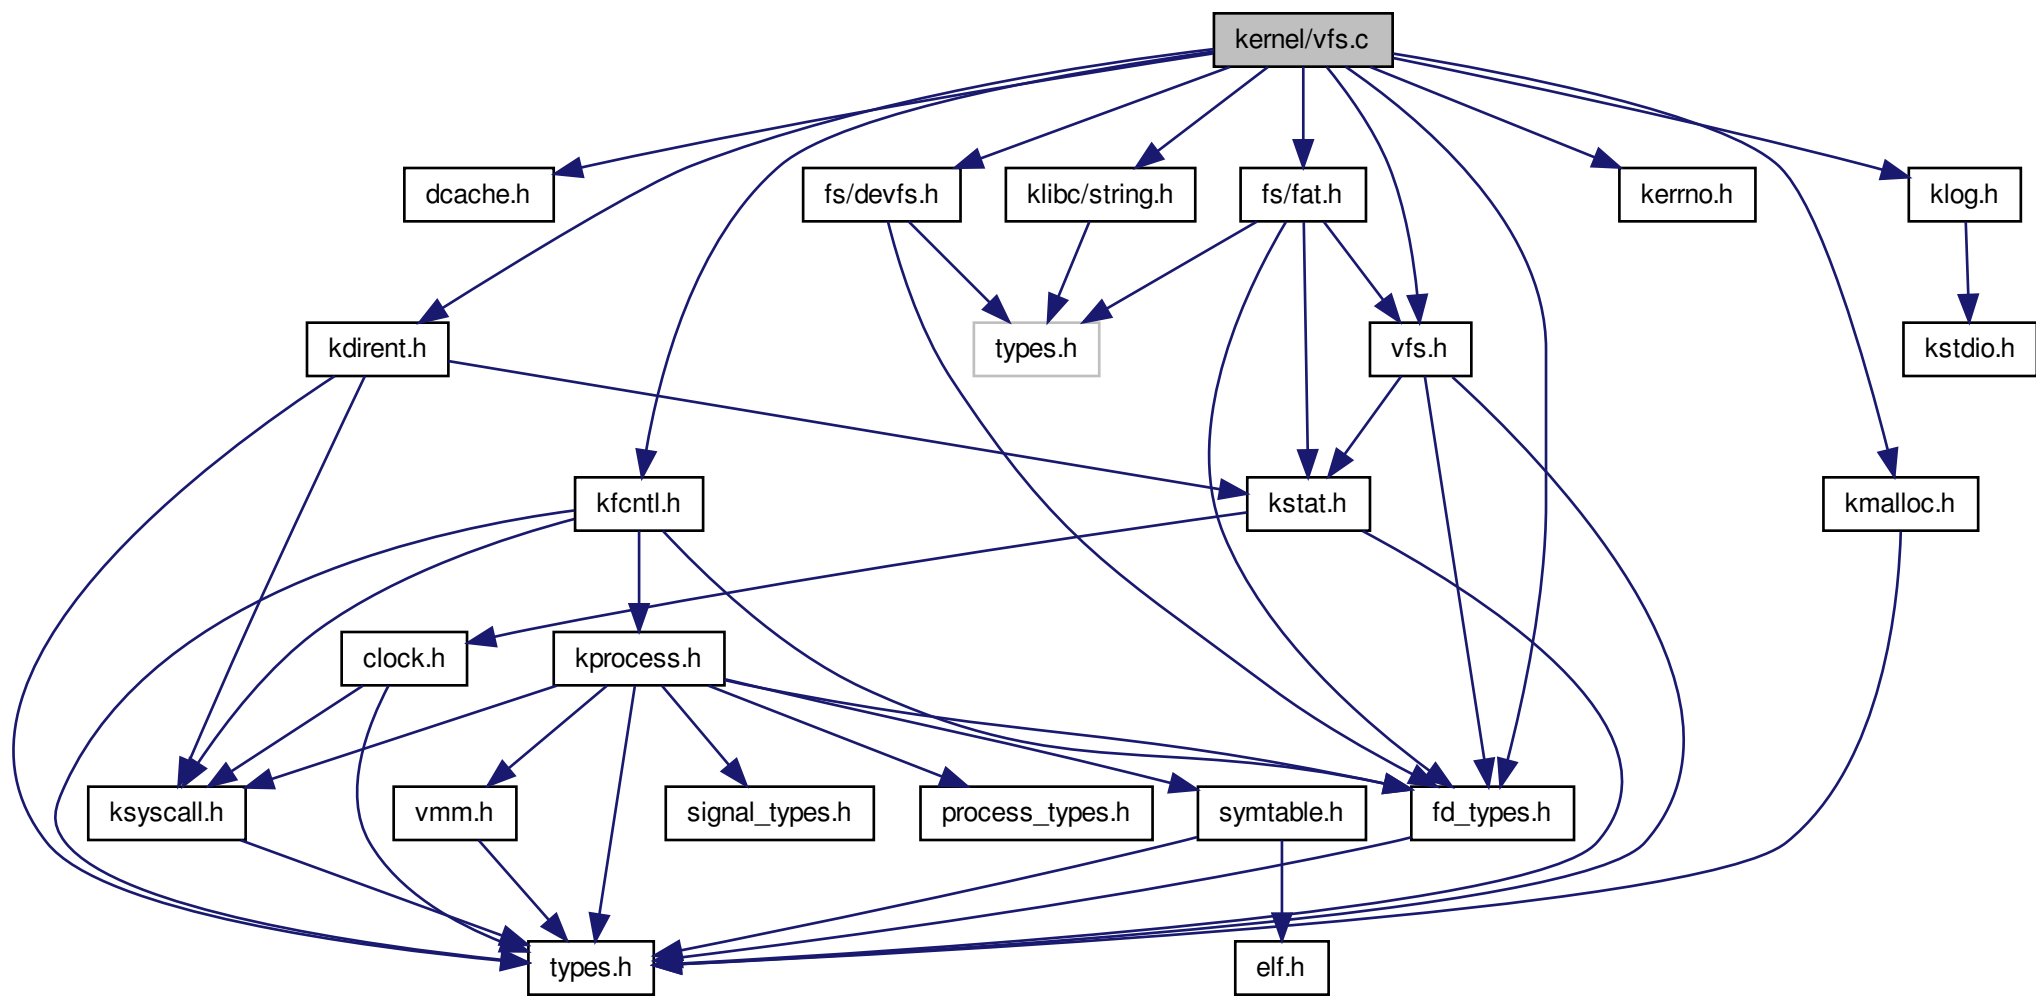 kernel/vfs.c
dcache.h
fs/devfs.h
klibc/string.h
fs/fat.h
kerrno.h
klog.h
kdirent.h
types.h
vfs.h
kstdio.h
kfcntl.h
kstat.h
kmalloc.h
clock.h
kprocess.h
ksyscall.h
vmm.h
signal_types.h
process_types.h
symtable.h
fd_types.h
types.h
elf.h